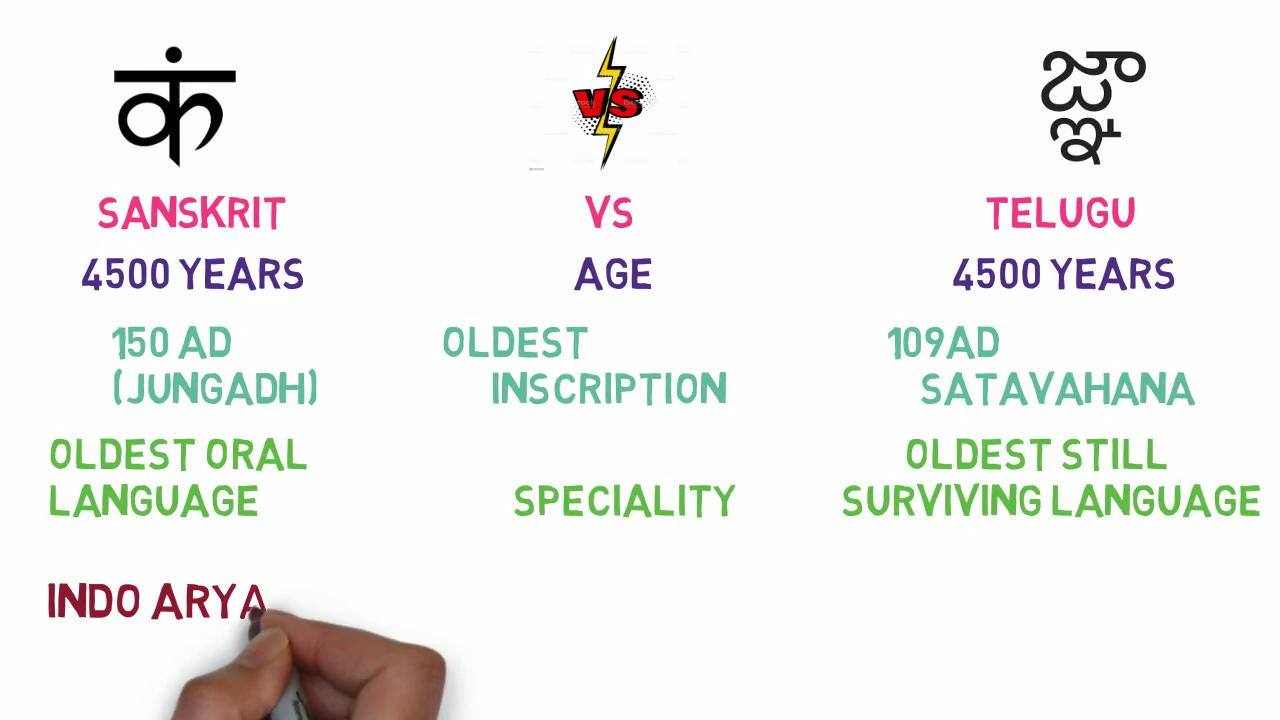 कं
VS
ज्ञా
SANSKRIT
VS
TELUGU
4500 YEARS
AGE
4500 YEARS
150 AD
(JUNGADH)
OLDEST
INSCRIPTION
109AD
SATAVAHANA
OLDEST ORAL
LANGUAGE
SPECIALITY
OLDEST STILL
SURVIVING LANGUAGE
INDO ARYA